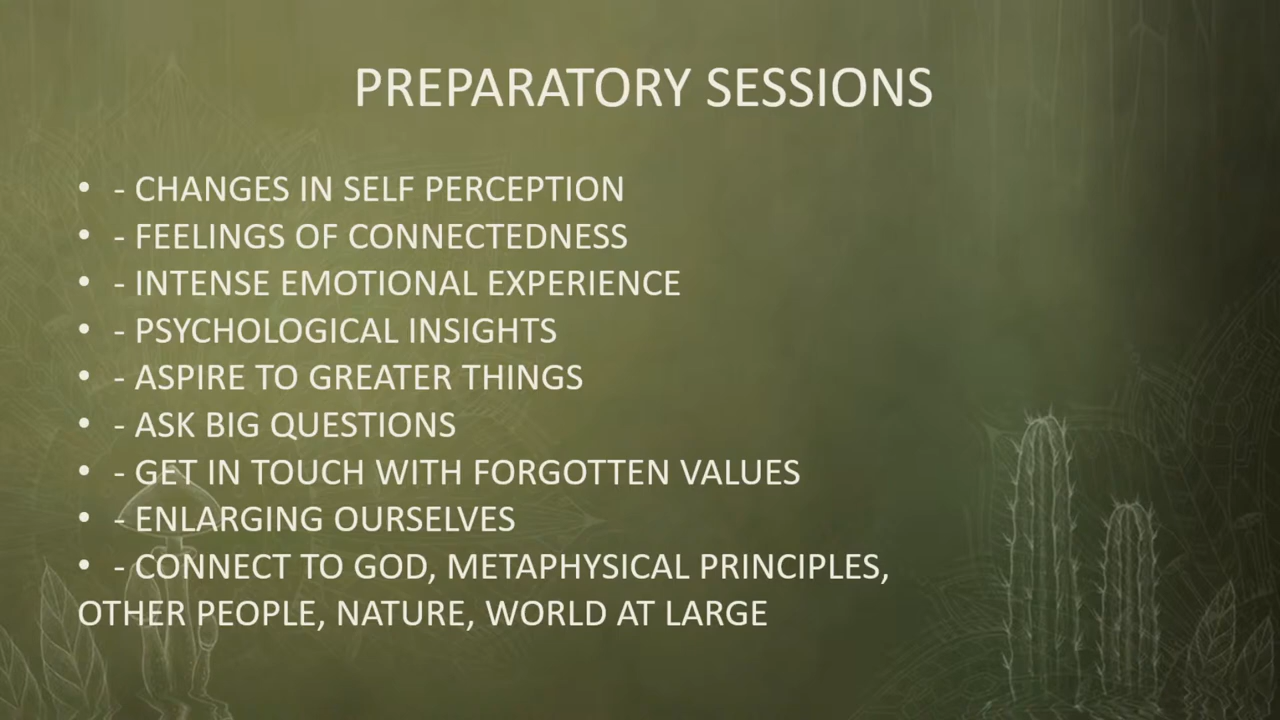 PREPARATORY SESSIONS
• - CHANGES IN SELF PERCEPTION
• - FEELINGS OF CONNECTEDNESS
• - INTENSE EMOTIONAL EXPERIENCE
• - PSYCHOLOGICAL INSIGHTS
• - ASPIRE TO GREATER THINGS
• - ASK BIG QUESTIONS
• - GET IN TOUCH WITH FORGOTTEN VALUES
• - ENLARGING OURSELVES
• - CONNECT TO GOD, METAPHYSICAL PRINCIPLES,
OTHER PEOPLE, NATURE, WORLD AT LARGE